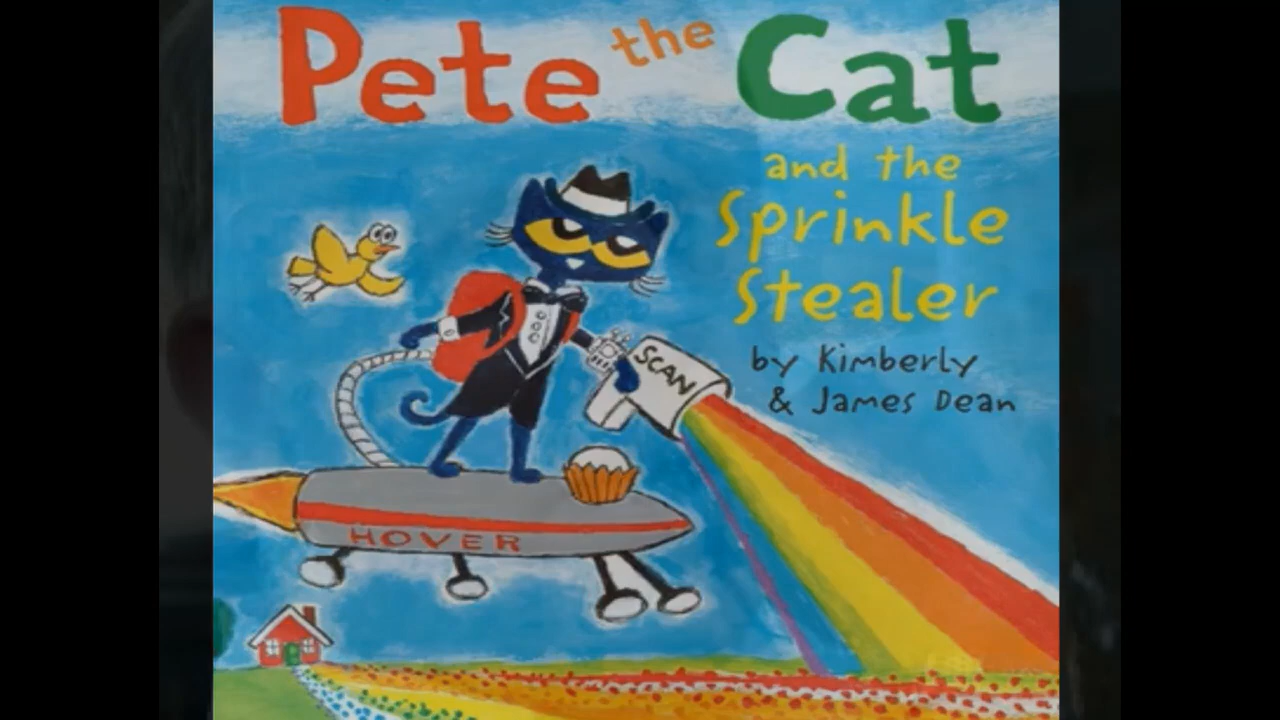 Pete the Cat
and the
Sprinkle
Stealer
by Kimberly
& James Dean
SCAN
HOVER